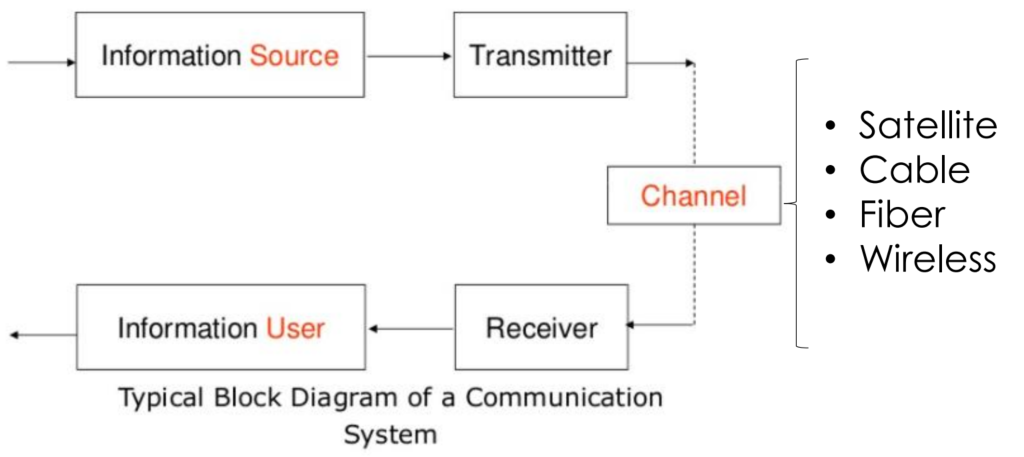 Information Source
Transmitter
Channel
• Satellite
• Cable
• Fiber
• Wireless
Information User
Receiver
Typical Block Diagram of a Communication
System